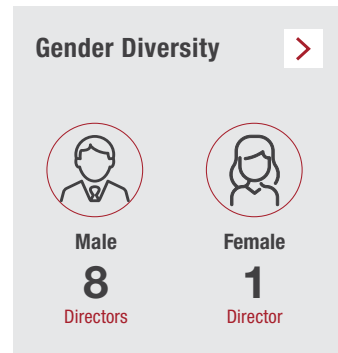 Gender Diversity
Male
Female
8
1
Directors
Director